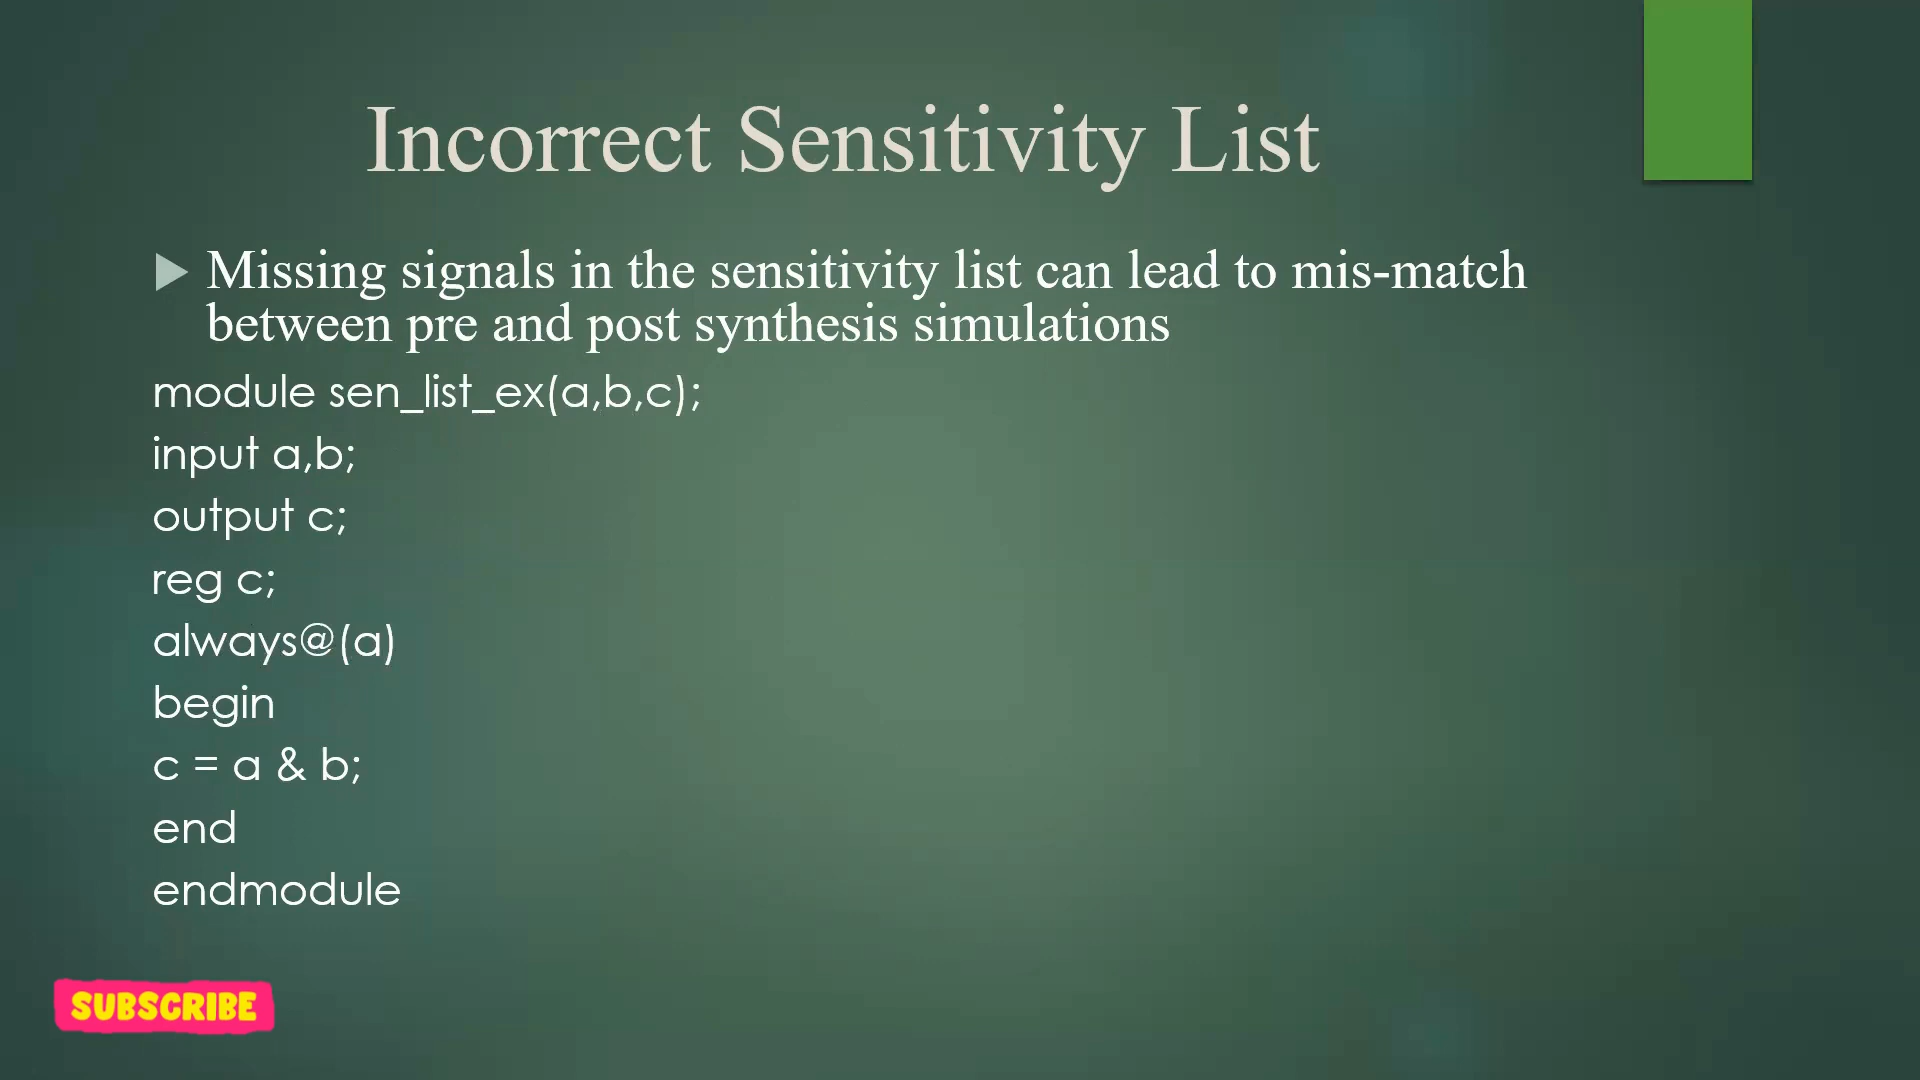 Incorrect Sensitivity List
Missing signals in the sensitivity list can lead to mis-match
between pre and post synthesis simulations
module sen_list_ex(a,b,c);
input a,b;
output c;
reg c;
always@(a)
begin
c = a & b;
end
endmodule
SUBSCRIBE